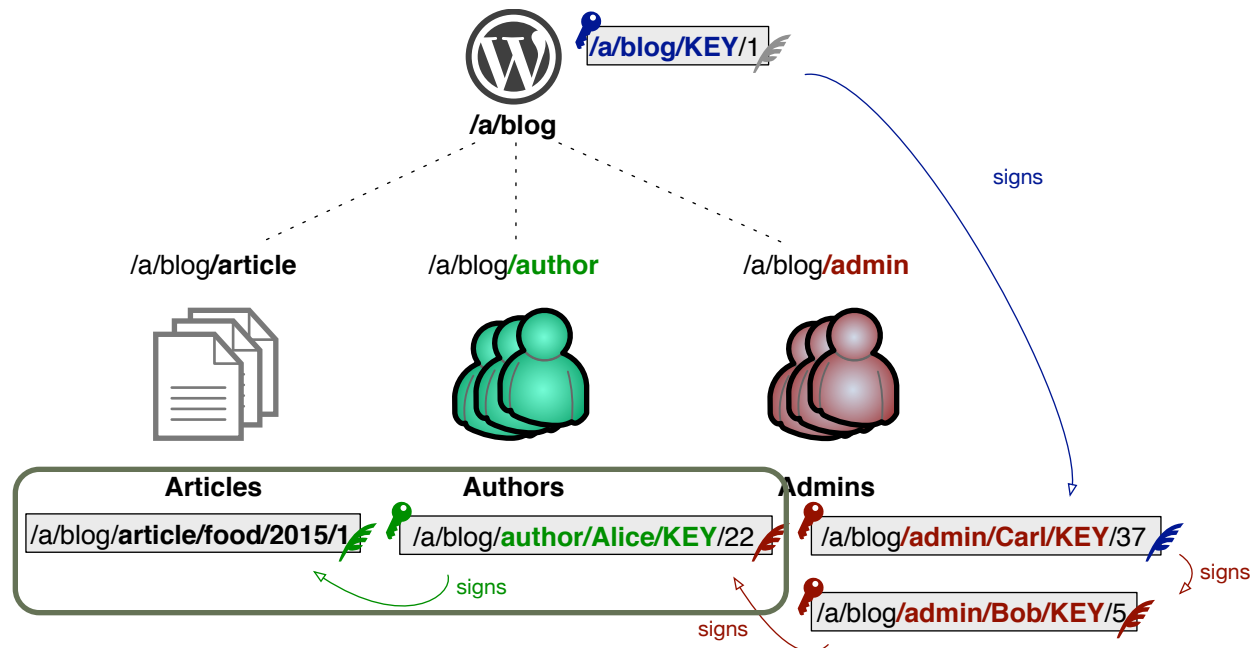 /a/blog/KEY/1
/a/blog
signs
/a/blog/article
/a/blog/author
/a/blog/admin
Articles
Authors
Admins
/a/blog/article/food/2015/1
/a/blog/author/Alice/KEY/22
/a/blog/admin/Carl/KEY/37
signs
signs
/a/blog/admin/Bob/KEY/5
signs